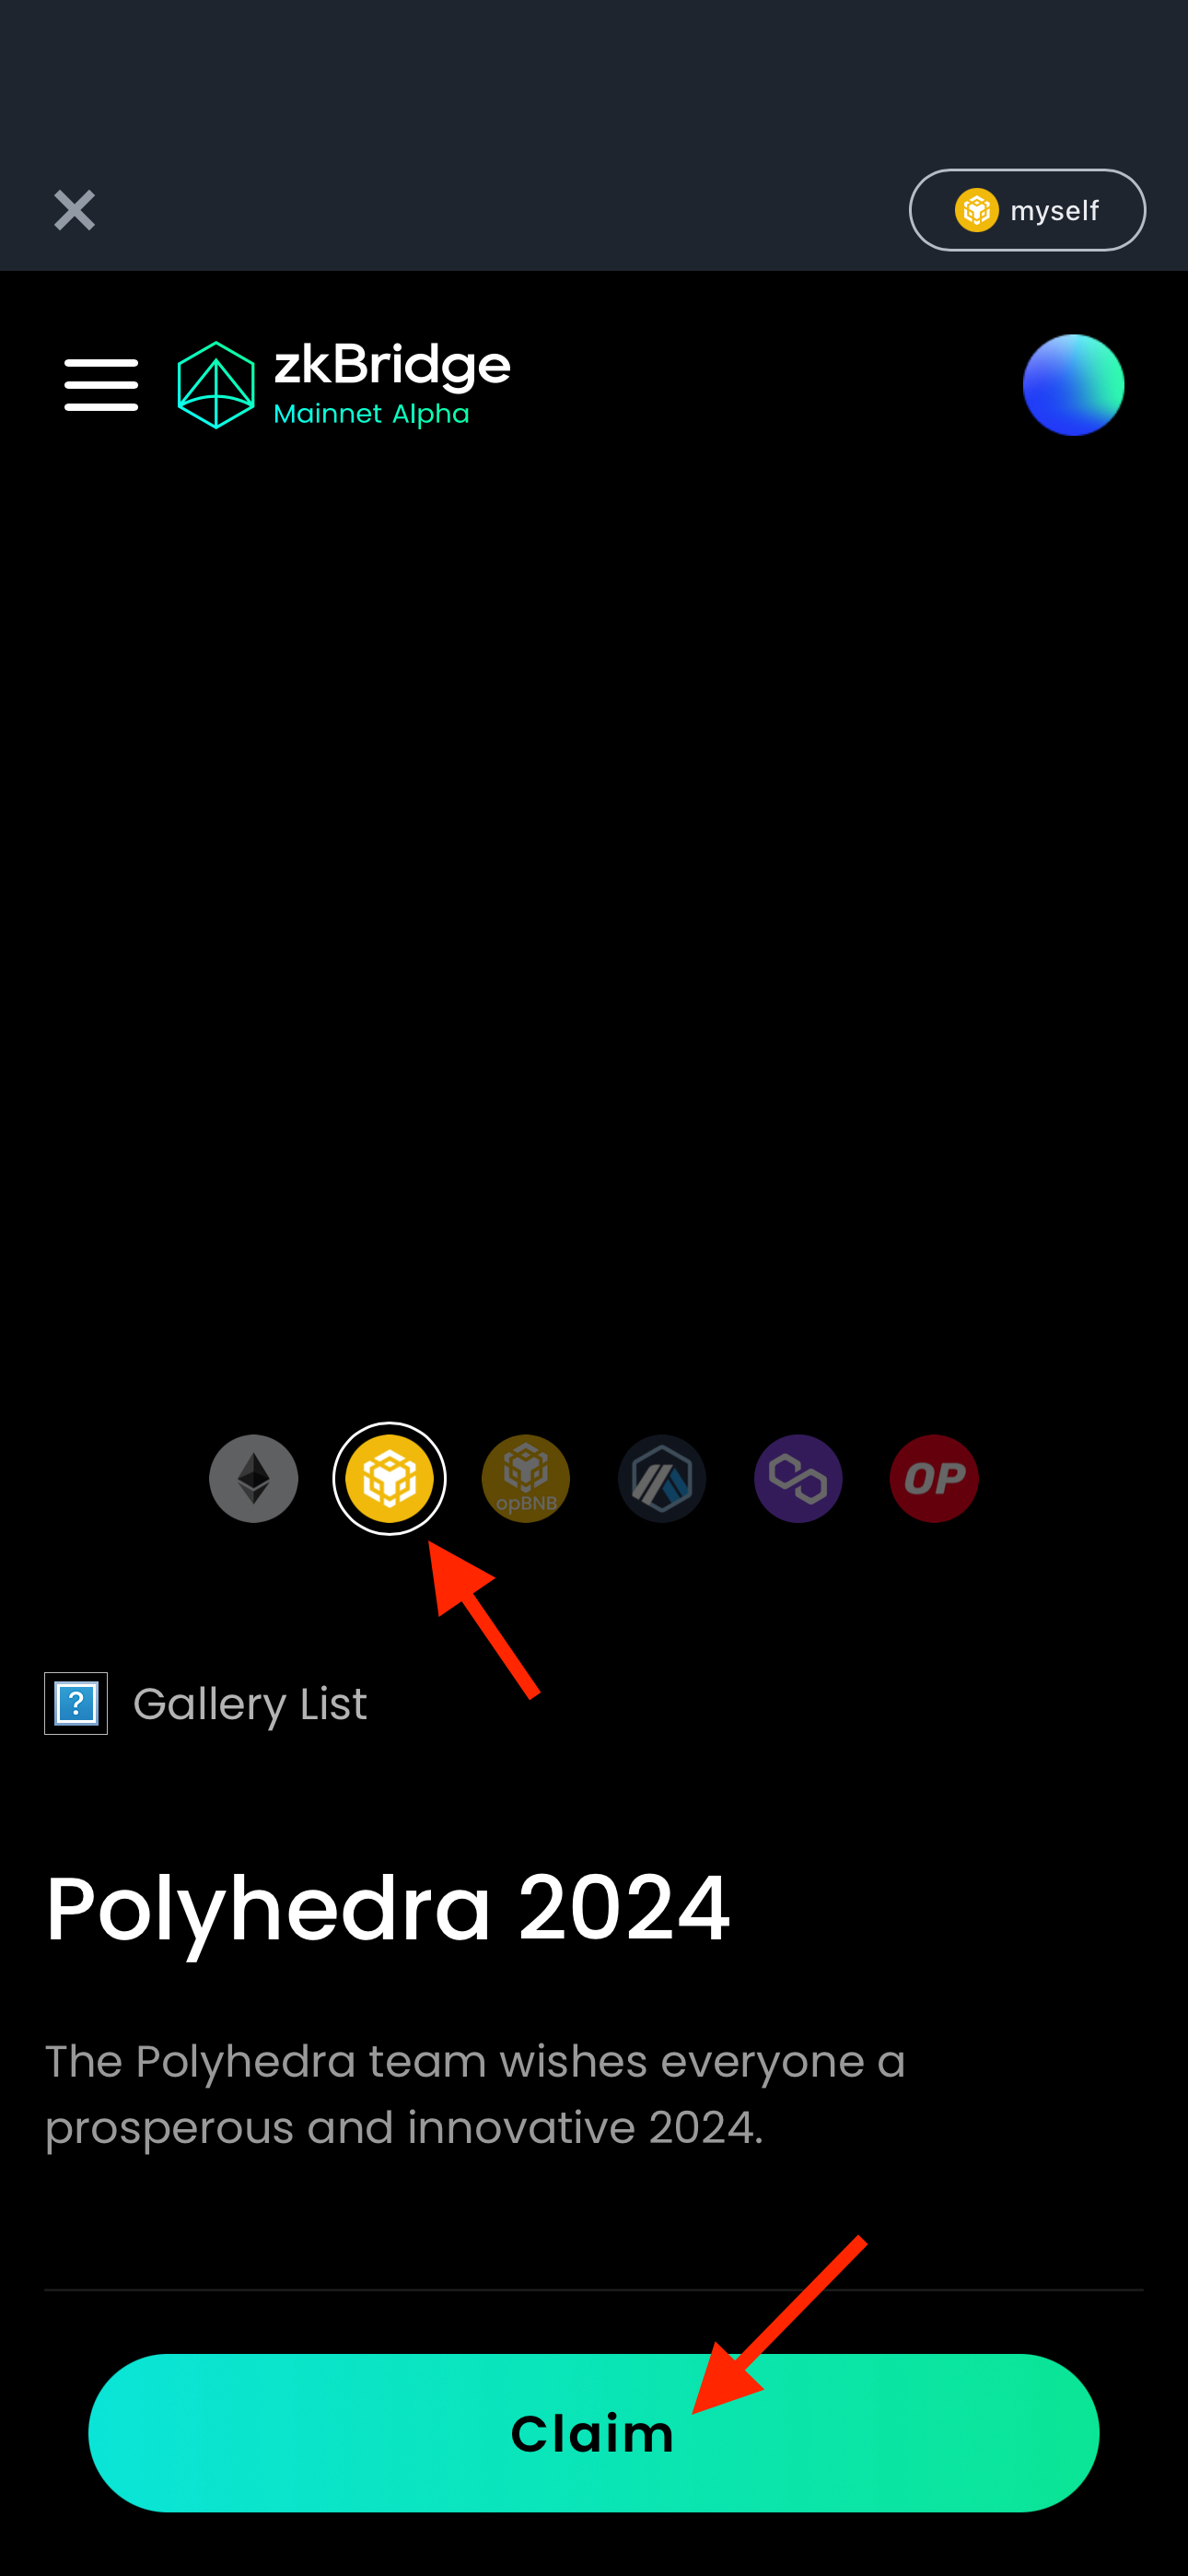 myself
zkBridge
Mainnet Alpha
opBNB
OP
? Gallery List
Polyhedra 2024
The Polyhedra team wishes everyone a
prosperous and innovative 2024.
Claim